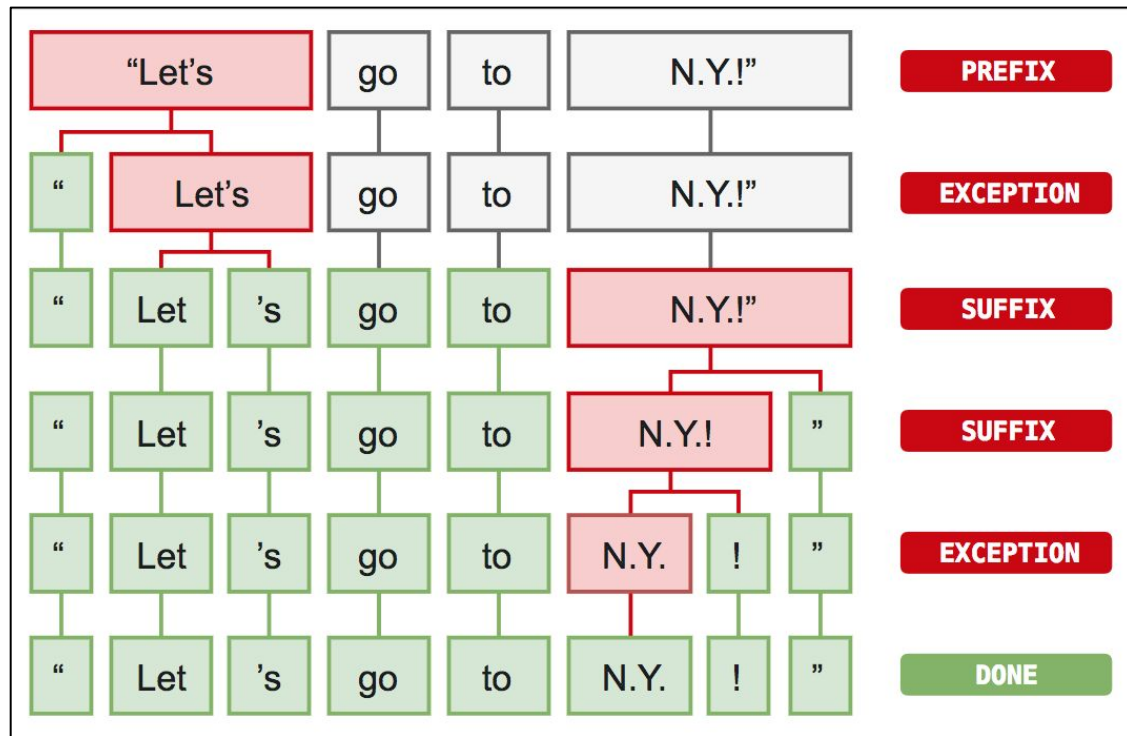 “Let’s go to N.Y.!” PREFIX
“ Let’s go to N.Y.!” EXCEPTION
“ Let ’s go to N.Y.!” SUFFIX
“ Let ’s go to N.Y.! ” SUFFIX
“ Let ’s go to N.Y. ! ” EXCEPTION
“ Let ’s go to N.Y. ! ” DONE